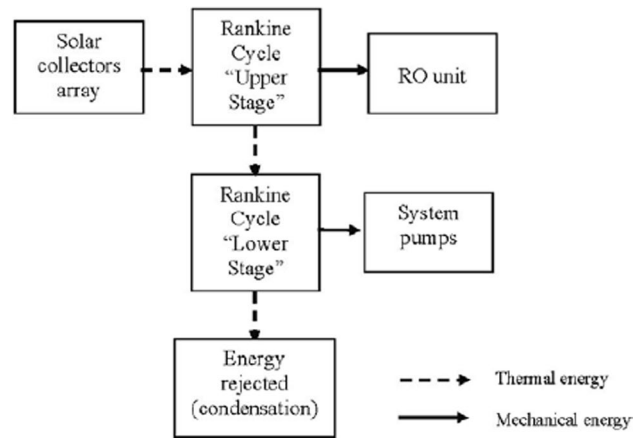 Solar
collectors
array
Rankine
Cycle
“Upper
Stage”
RO unit
Rankine
Cycle
“Lower
Stage”
System
pumps
Energy
rejected
(condensation)
Thermal energy
Mechanical energy